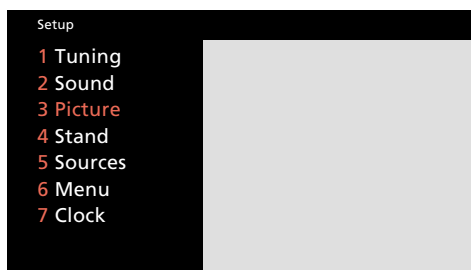 Setup
1 Tuning
2 Sound
3 Picture
4 Stand
5 Sources
6 Menu
7 Clock